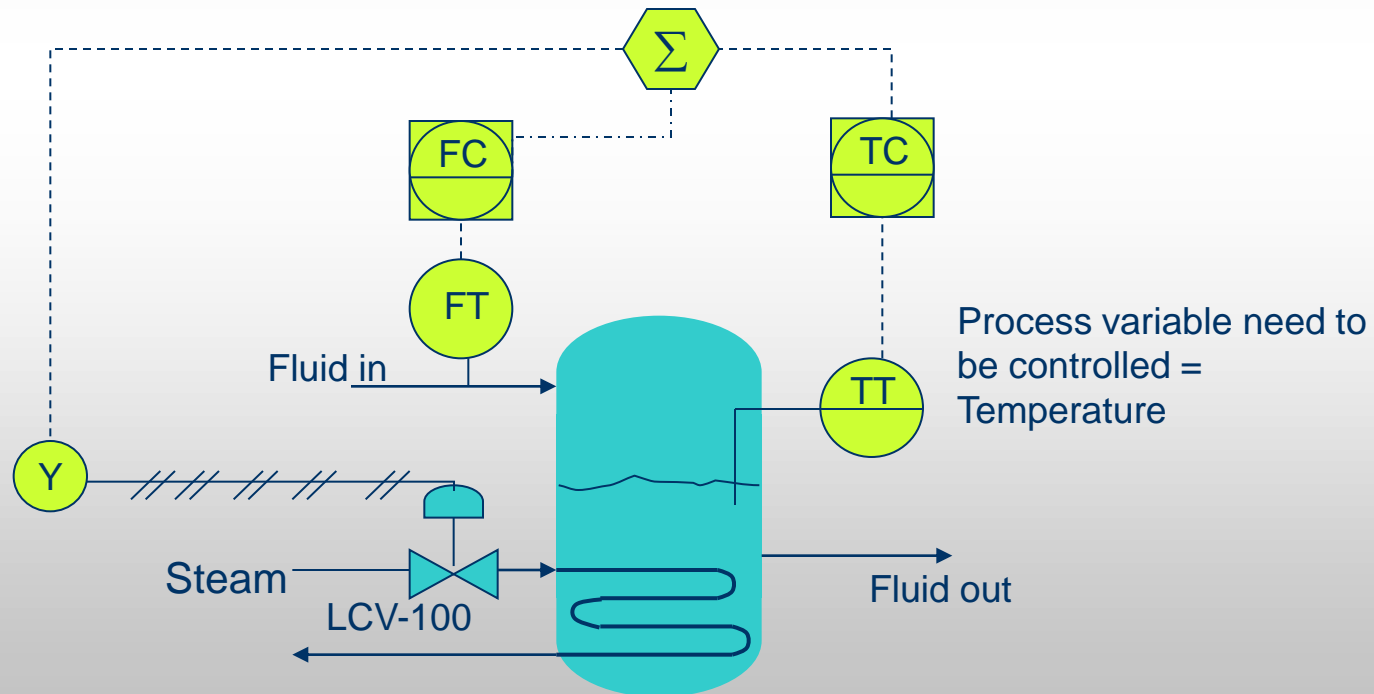 Σ
FC
TC
FT
Process variable need to
be controlled =
Temperature
Fluid in
TT
Y
Steam
Fluid out
LCV-100